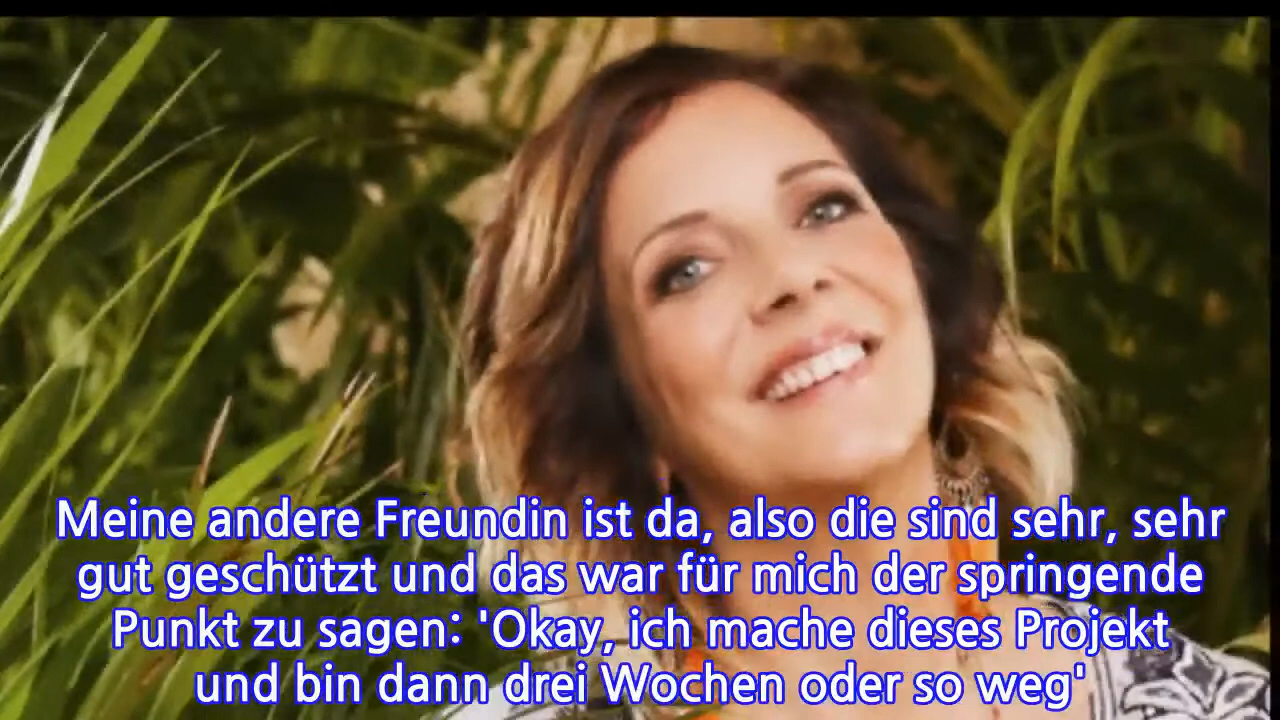 Meine andere Freundin ist da, also die sind sehr, sehr
gut geschützt und das war für mich der springende
Punkt zu sagen: 'Okay, ich mache dieses Projekt
und bin dann drei Wochen oder so weg'